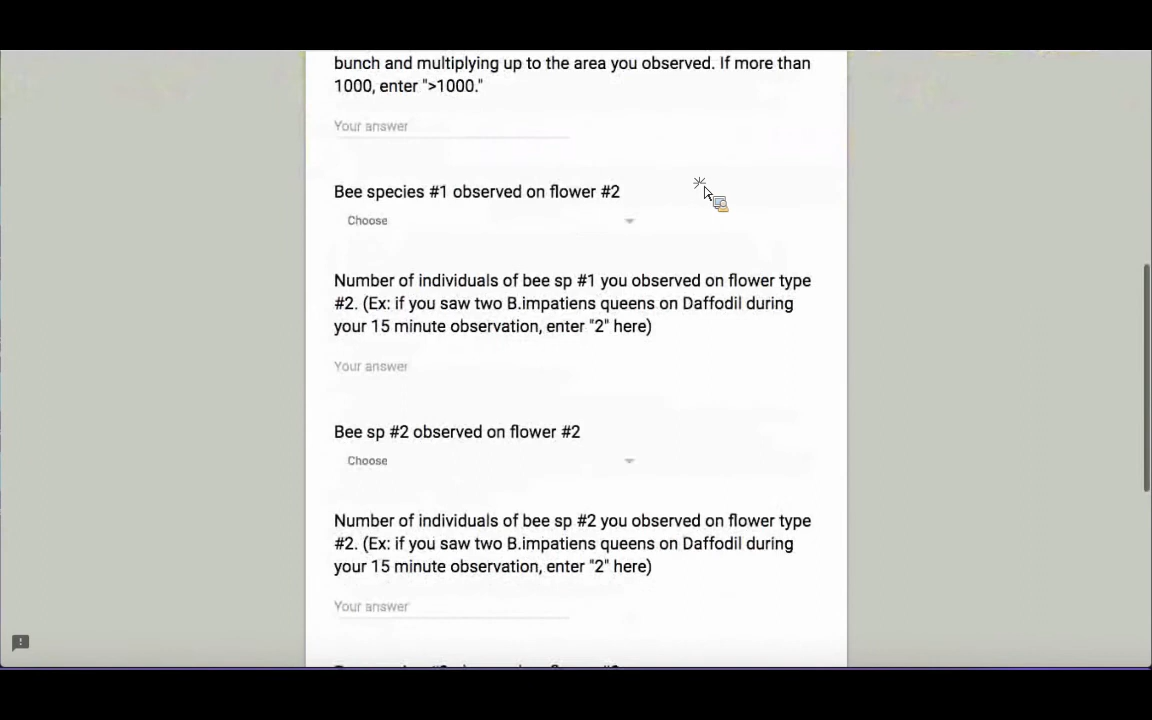 bunch and multiplying up to the area you observed. If more than
1000, enter ">1000."
Your answer
Bee species #1 observed on flower #2
Choose
Number of individuals of bee sp #1 you observed on flower type
#2. (Ex: if you saw two B.impatiens queens on Daffodil during
your 15 minute observation, enter "2" here)
Your answer
Bee sp #2 observed on flower #2
Choose
Number of individuals of bee sp #2 you observed on flower type
#2. (Ex: if you saw two B.impatiens queens on Daffodil during
your 15 minute observation, enter "2" here)
Your answer